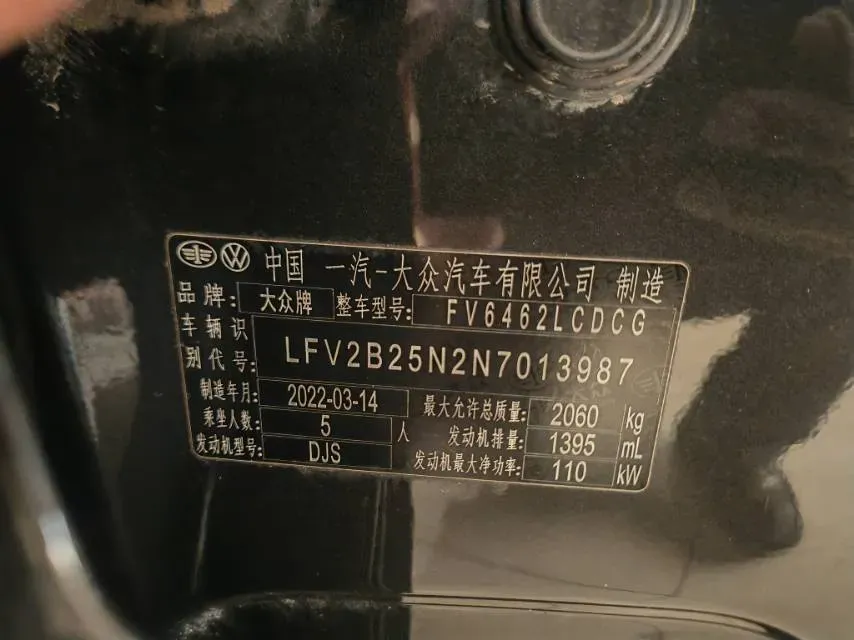 中国 一汽-大众汽车有限公司 制造
品牌: 大众牌 整车型号: FV6462LCDCG
车辆识别代号: LFV2B25N2N7013987
制造年月: 2022-03-14 最大允许总质量: 2060 kg
乘坐人数: 5 人 发动机排量: 1395 mL
发动机型号: DJS 发动机最大净功率: 110 kW